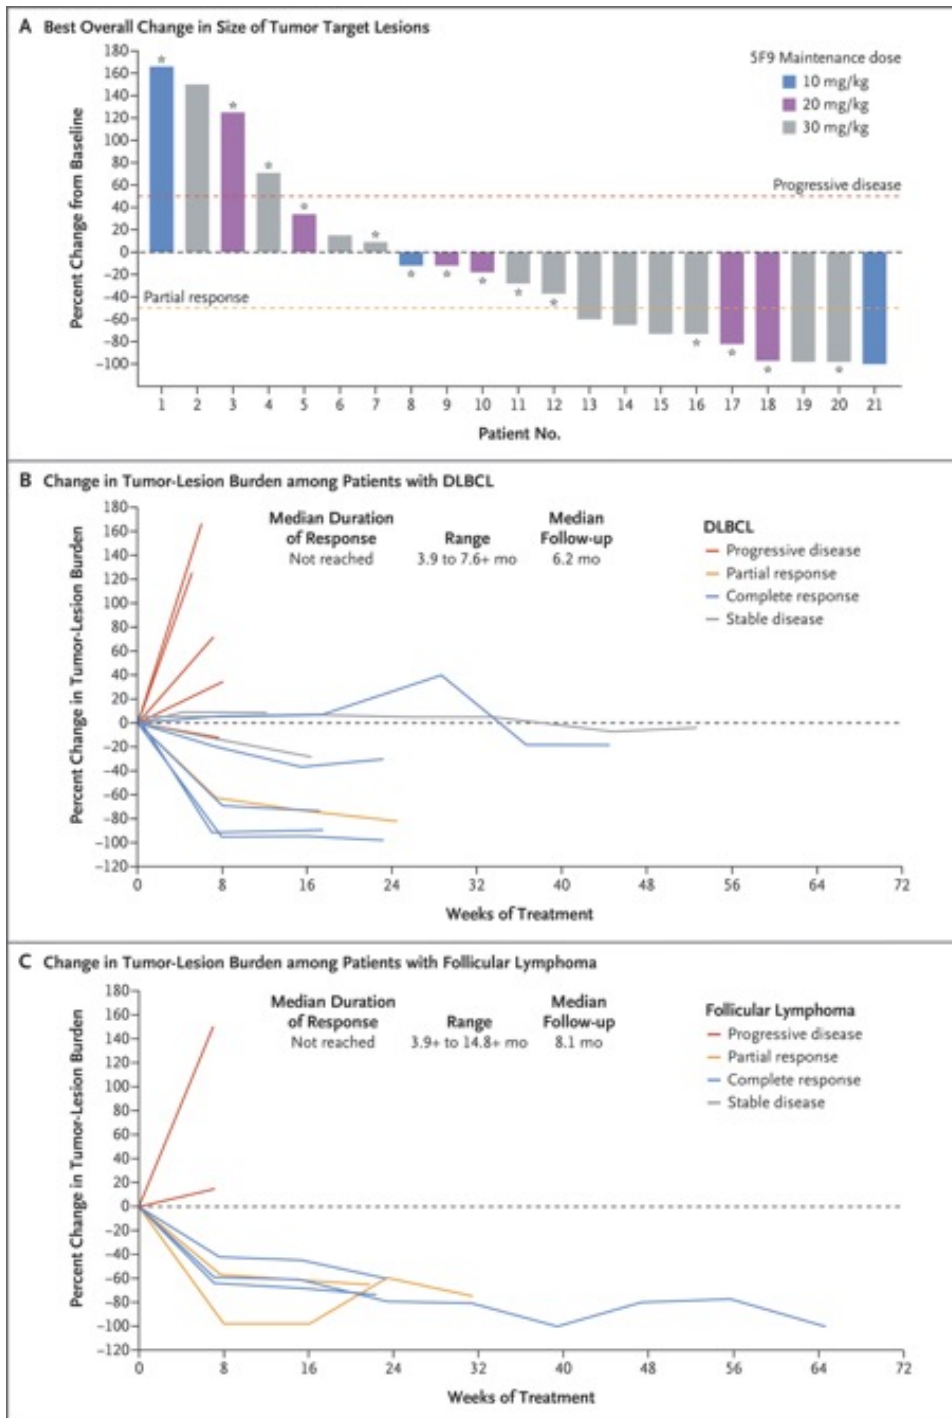 A Best Overall Change in Size of Tumor Target Lesions
180
160
140
120
100
80
60
40
20
0
−20
−40
−60
−80
−100
Percent Change from Baseline
5F9 Maintenance dose
10 mg/kg
20 mg/kg
30 mg/kg
Progressive disease
Partial response
* * * * * * * * * * * * * * *
1 2 3 4 5 6 7 8 9 10 11 12 13 14 15 16 17 18 19 20 21
Patient No.
B Change in Tumor-Lesion Burden among Patients with DLBCL
180
160
140
120
100
80
60
40
20
0
−20
−40
−60
−80
−100
−120
Percent Change in Tumor-Lesion Burden
Median Duration
of Response
Not reached
Range
3.9 to 7.6+ mo
Median
Follow-up
6.2 mo
DLBCL
Progressive disease
Partial response
Complete response
Stable disease
0 8 16 24 32 40 48 56 64 72
Weeks of Treatment
C Change in Tumor-Lesion Burden among Patients with Follicular Lymphoma
180
160
140
120
100
80
60
40
20
0
−20
−40
−60
−80
−100
−120
Percent Change in Tumor-Lesion Burden
Median Duration
of Response
Not reached
Range
3.9+ to 14.8+ mo
Median
Follow-up
8.1 mo
Follicular Lymphoma
Progressive disease
Partial response
Complete response
Stable disease
0 8 16 24 32 40 48 56 64 72
Weeks of Treatment